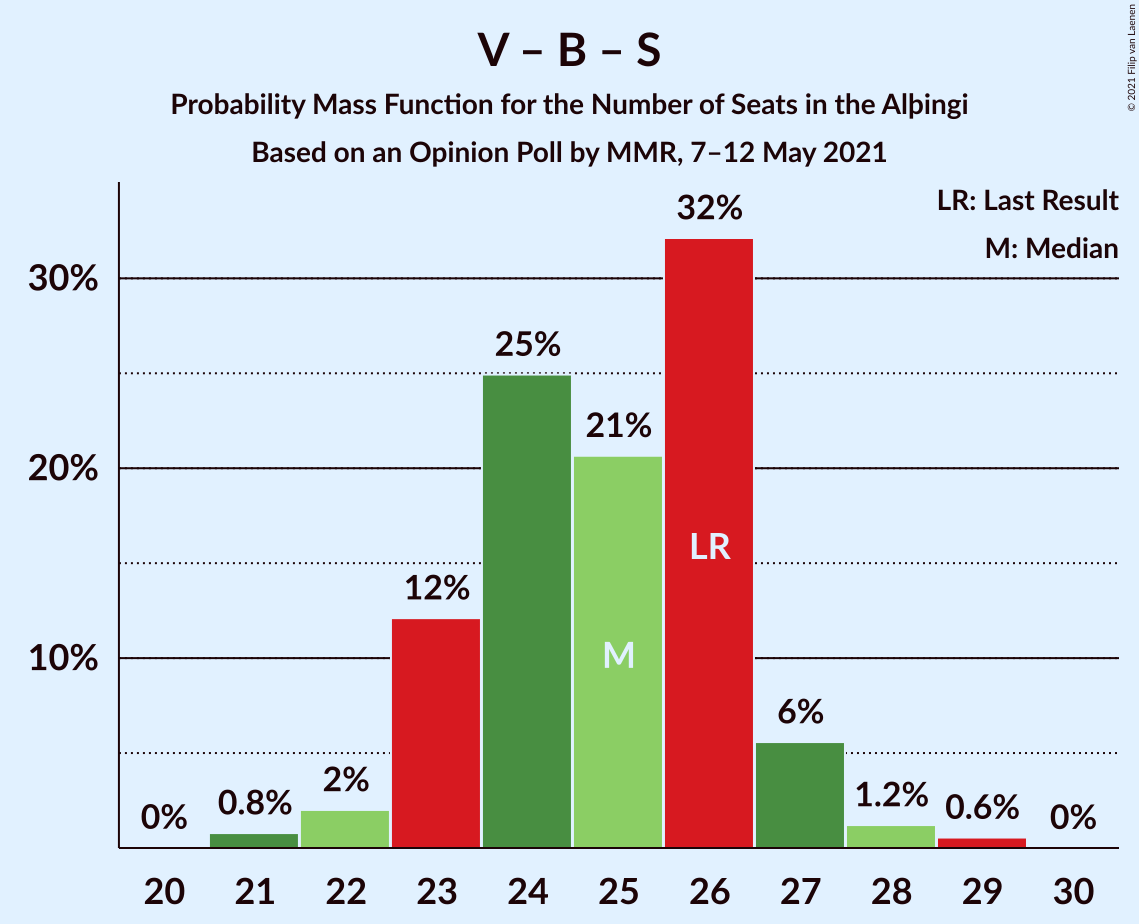 V – B – S
Probability Mass Function for the Number of Seats in the Alþingi
Based on an Opinion Poll by MMR, 7–12 May 2021
© 2021 Filip van Laenen
LR: Last Result
M: Median
30%
20%
10%
0%
0.8%
2%
12%
25%
21%
32%
6%
1.2%
0.6%
0%
LR
M
20 21 22 23 24 25 26 27 28 29 30